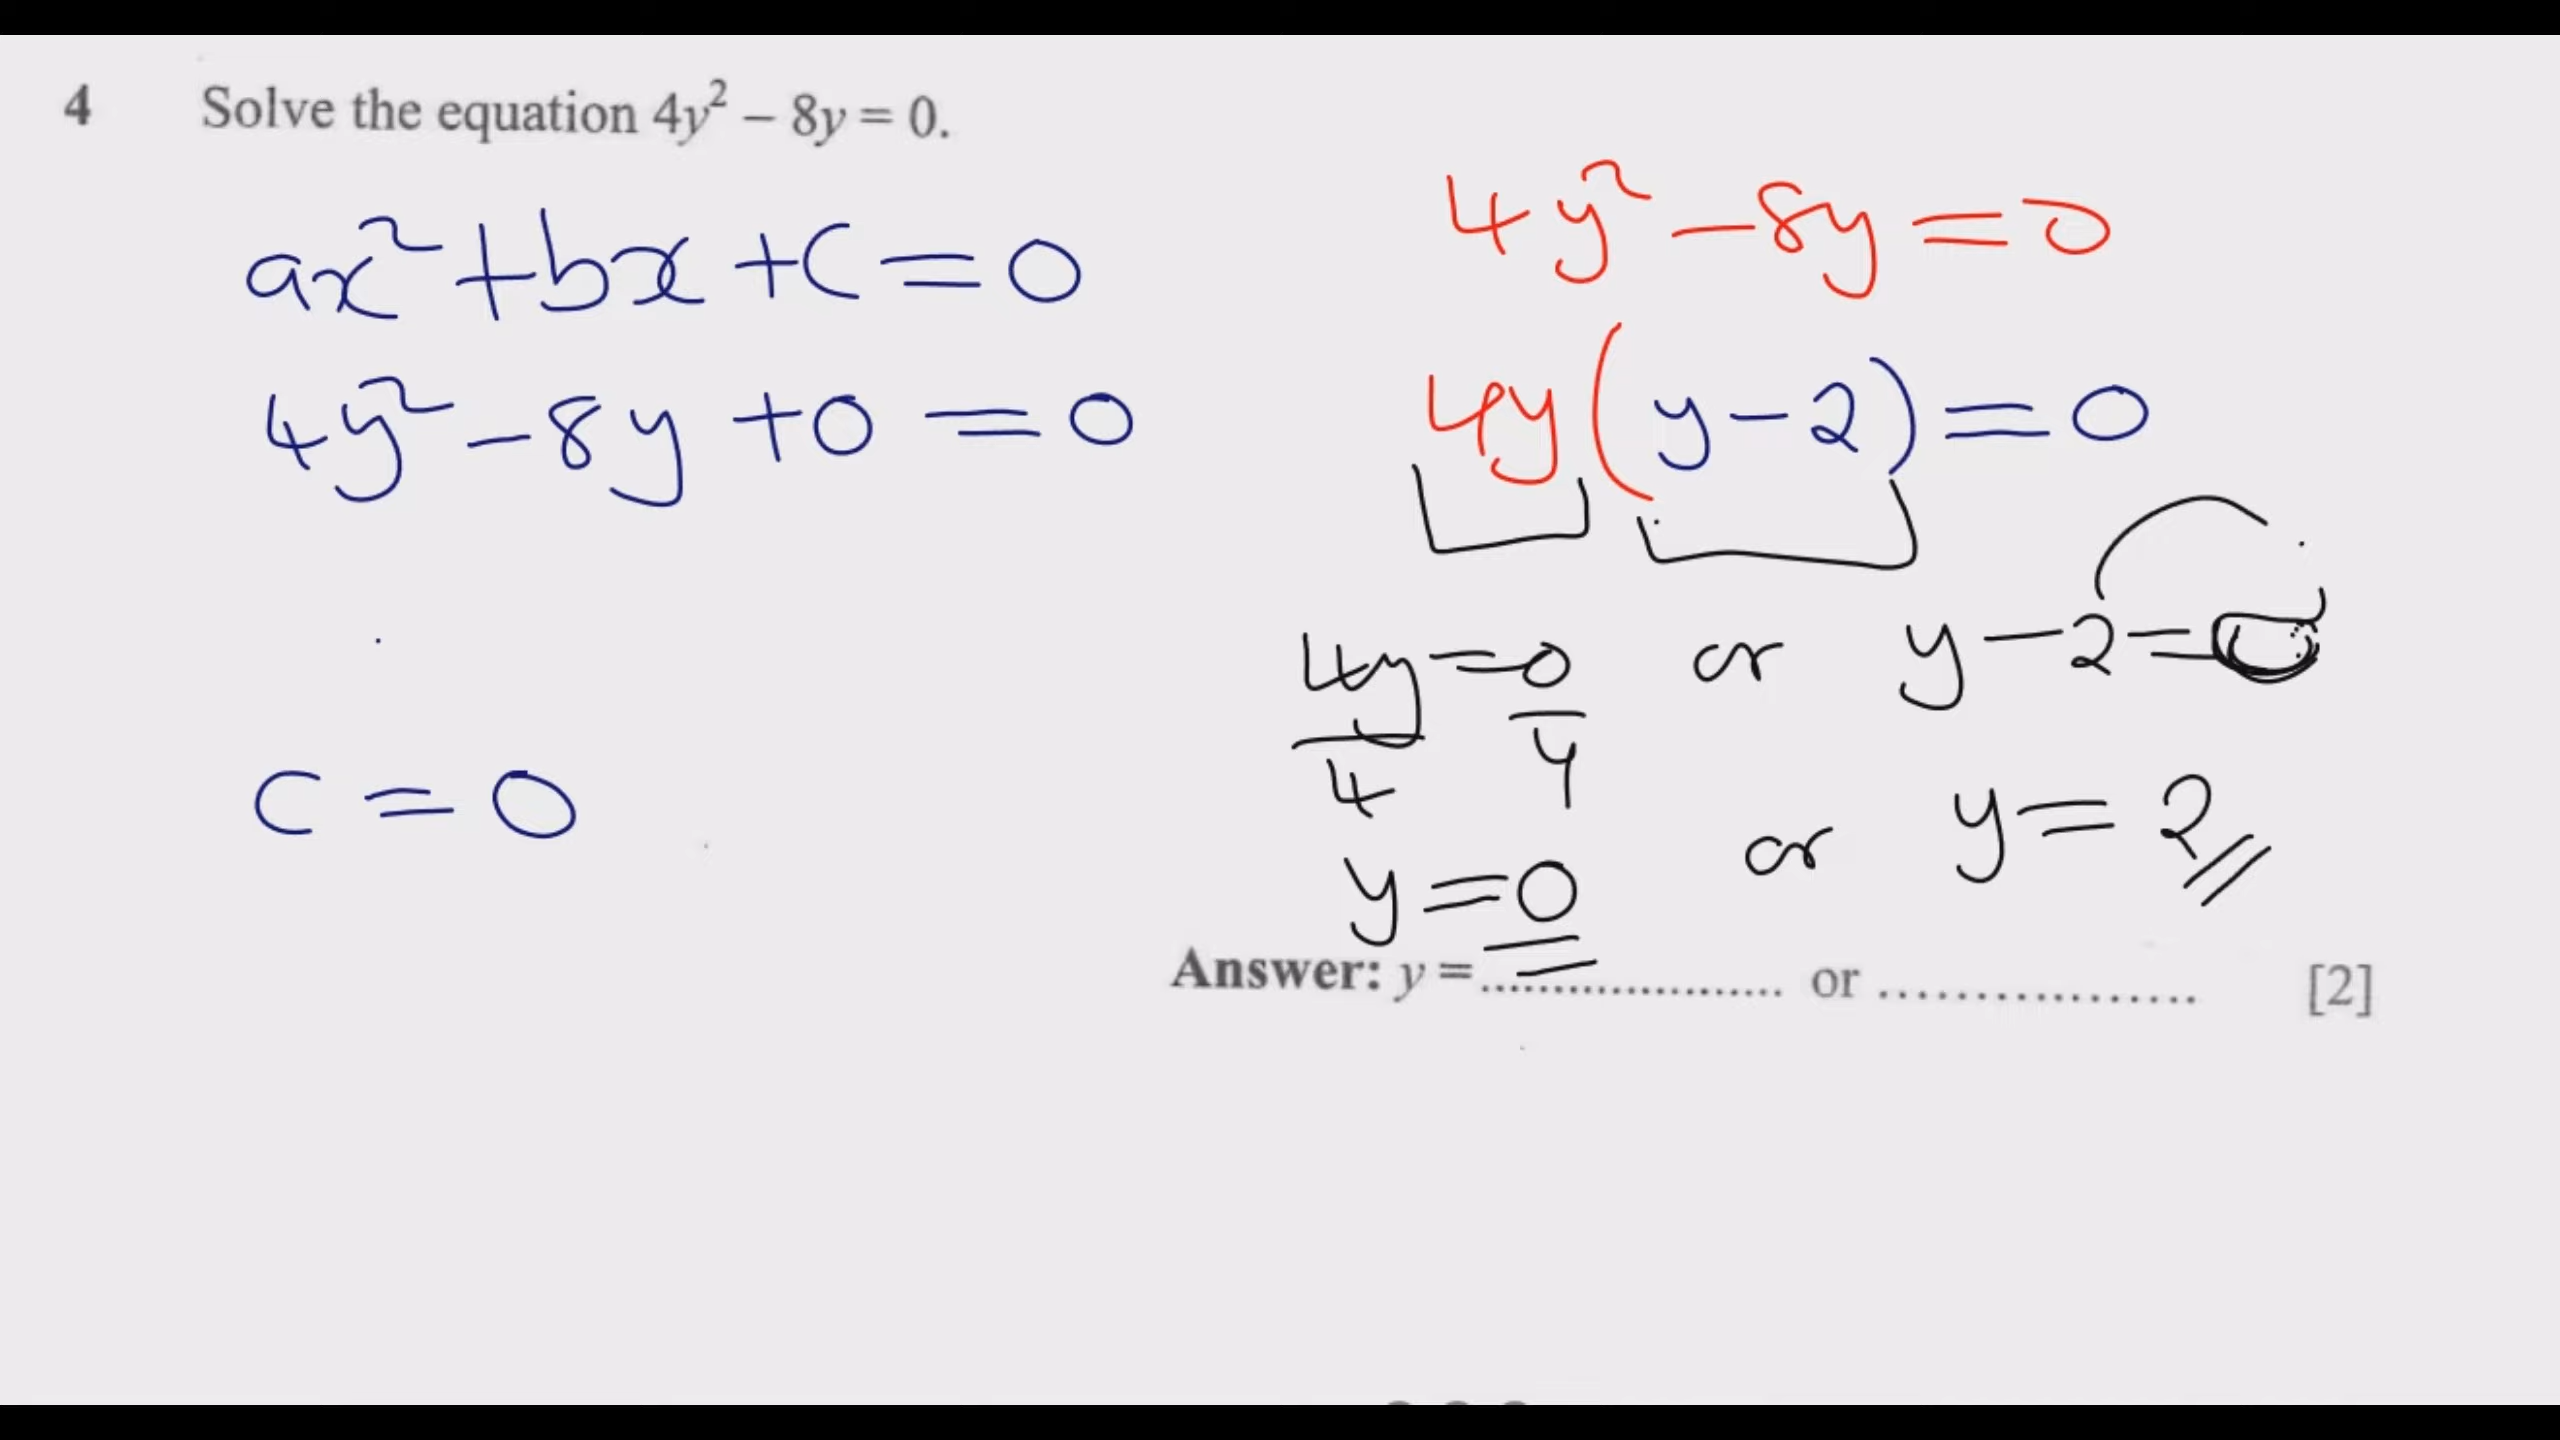 4 Solve the equation 4y² – 8y = 0.
ax² + bx + c = 0
4y² – 8y + 0 = 0
c = 0
4y² – 8y = 0
4y(y – 2) = 0
4y = 0 or y – 2 = 0
4 4
y = 0 or y = 2
Answer: y = ..................... or ................. [2]